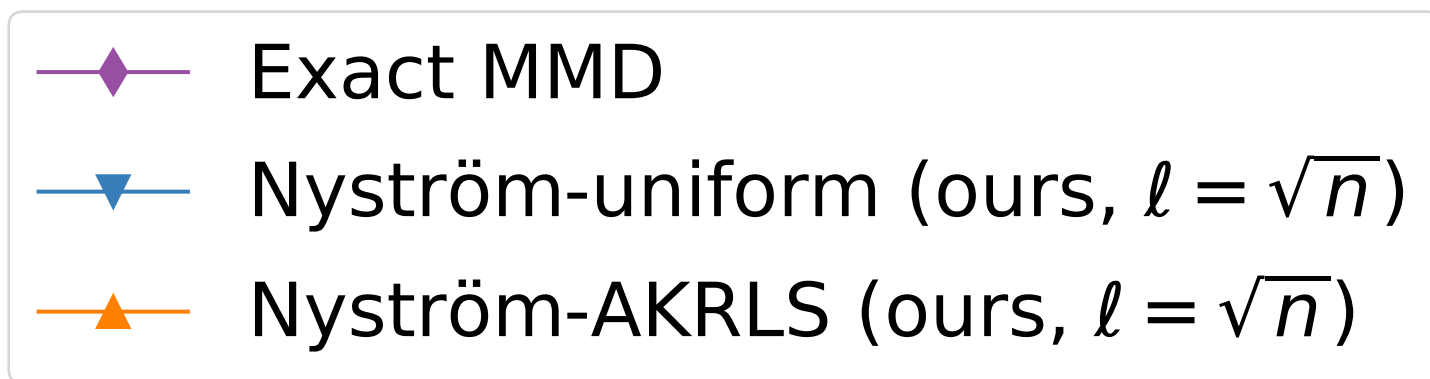 Exact MMD
Nyström-uniform (ours, ℓ = √n)
Nyström-AKRLS (ours, ℓ = √n)